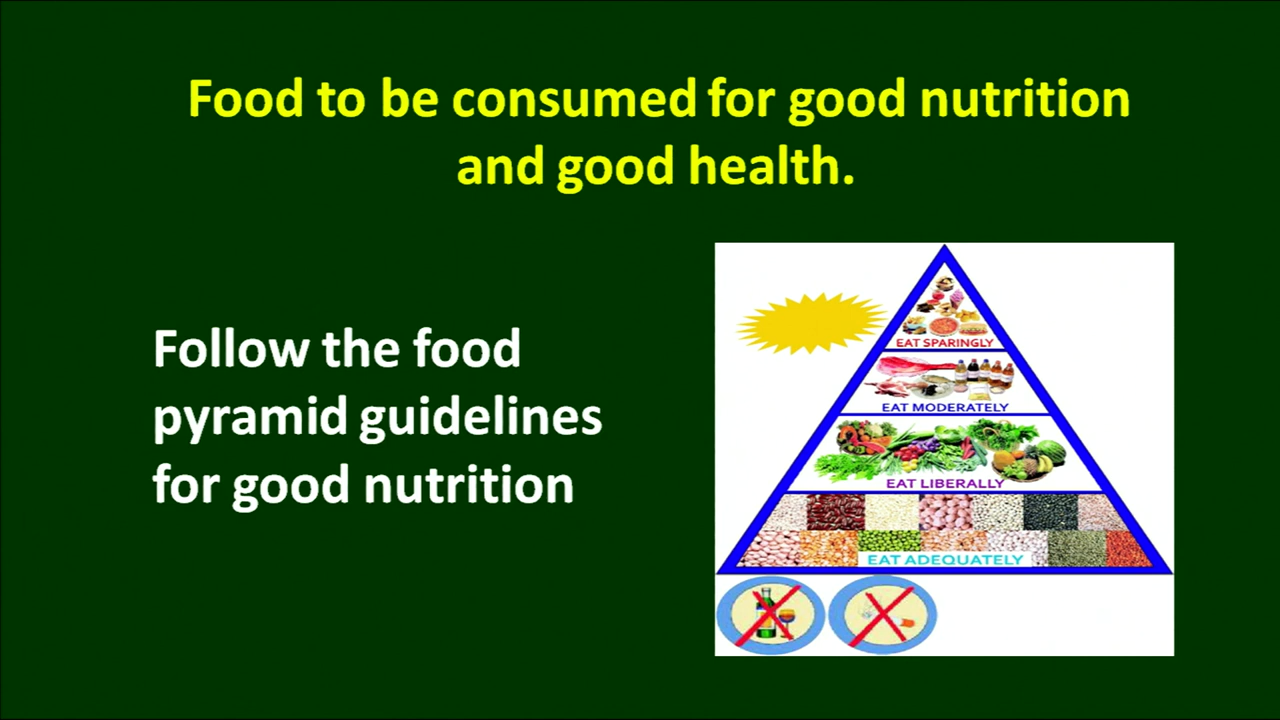 Food to be consumed for good nutrition
and good health.
Follow the food
pyramid guidelines
for good nutrition
EAT SPARINGLY
EAT MODERATELY
EAT LIBERALLY
EAT ADEQUATELY